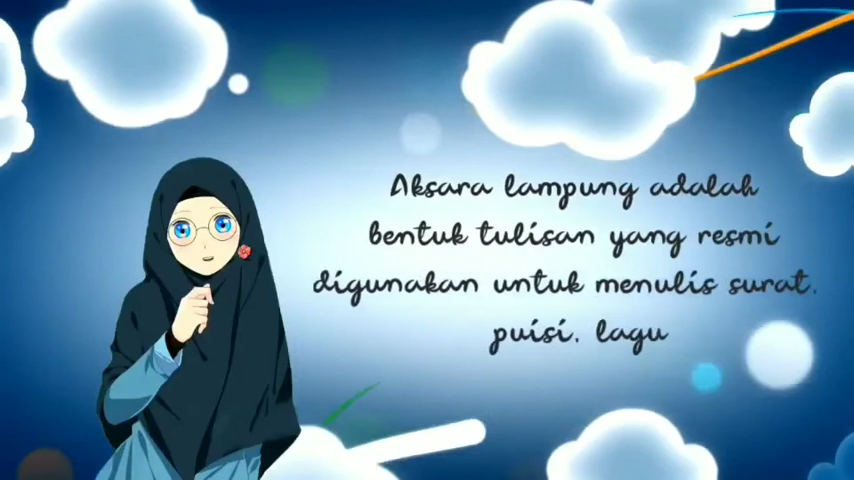 Aksara Lampung adalah
bentuk tulisan yang resmi
digunakan untuk menulis surat.
puisi. lagu